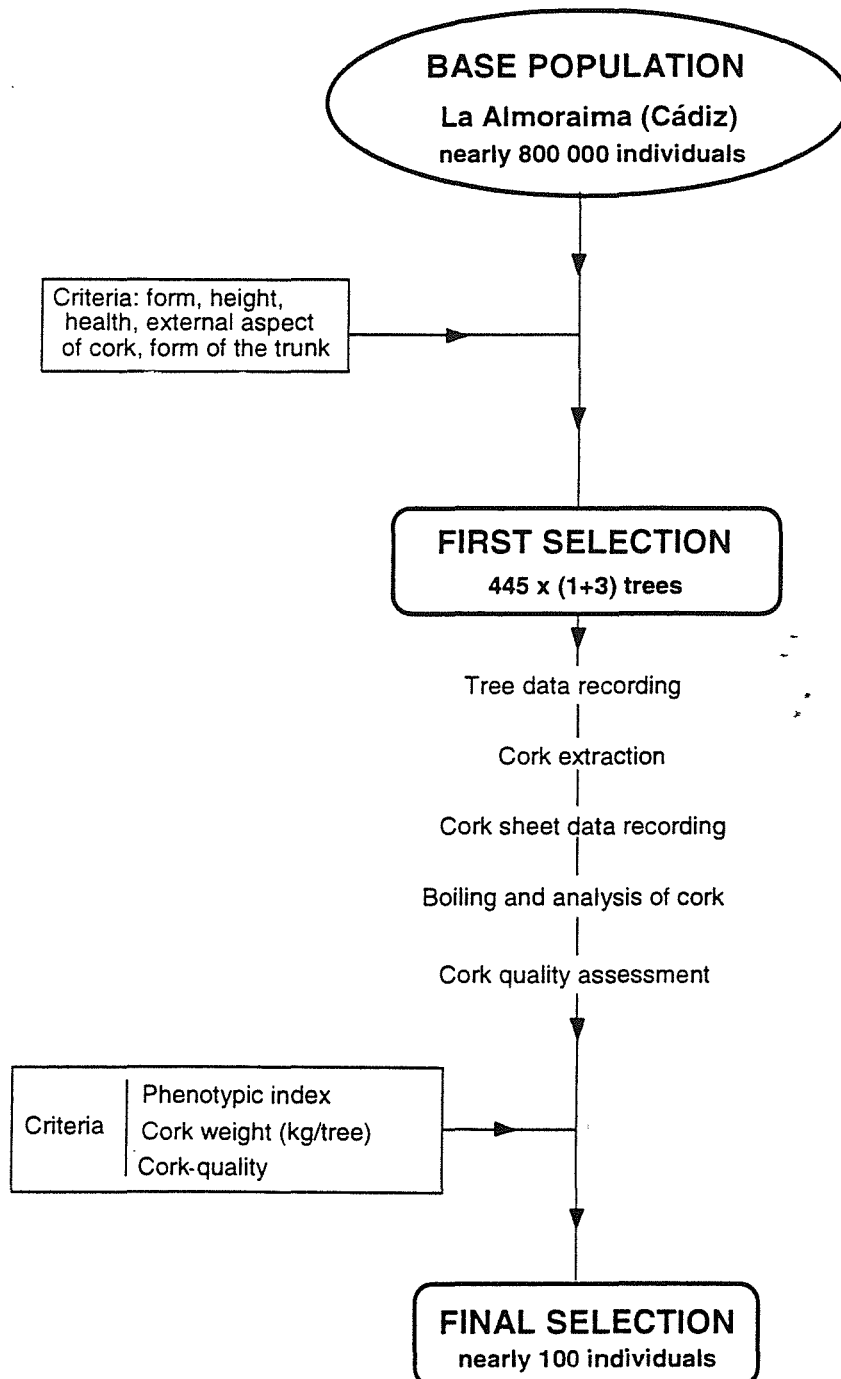 BASE POPULATION
La Almoraima (Cádiz)
nearly 800 000 individuals
Criteria: form, height,
health, external aspect
of cork, form of the trunk
FIRST SELECTION
445 x (1+3) trees
Tree data recording
Cork extraction
Cork sheet data recording
Boiling and analysis of cork
Cork quality assessment
Criteria
Phenotypic index
Cork weight (kg/tree)
Cork-quality
FINAL SELECTION
nearly 100 individuals